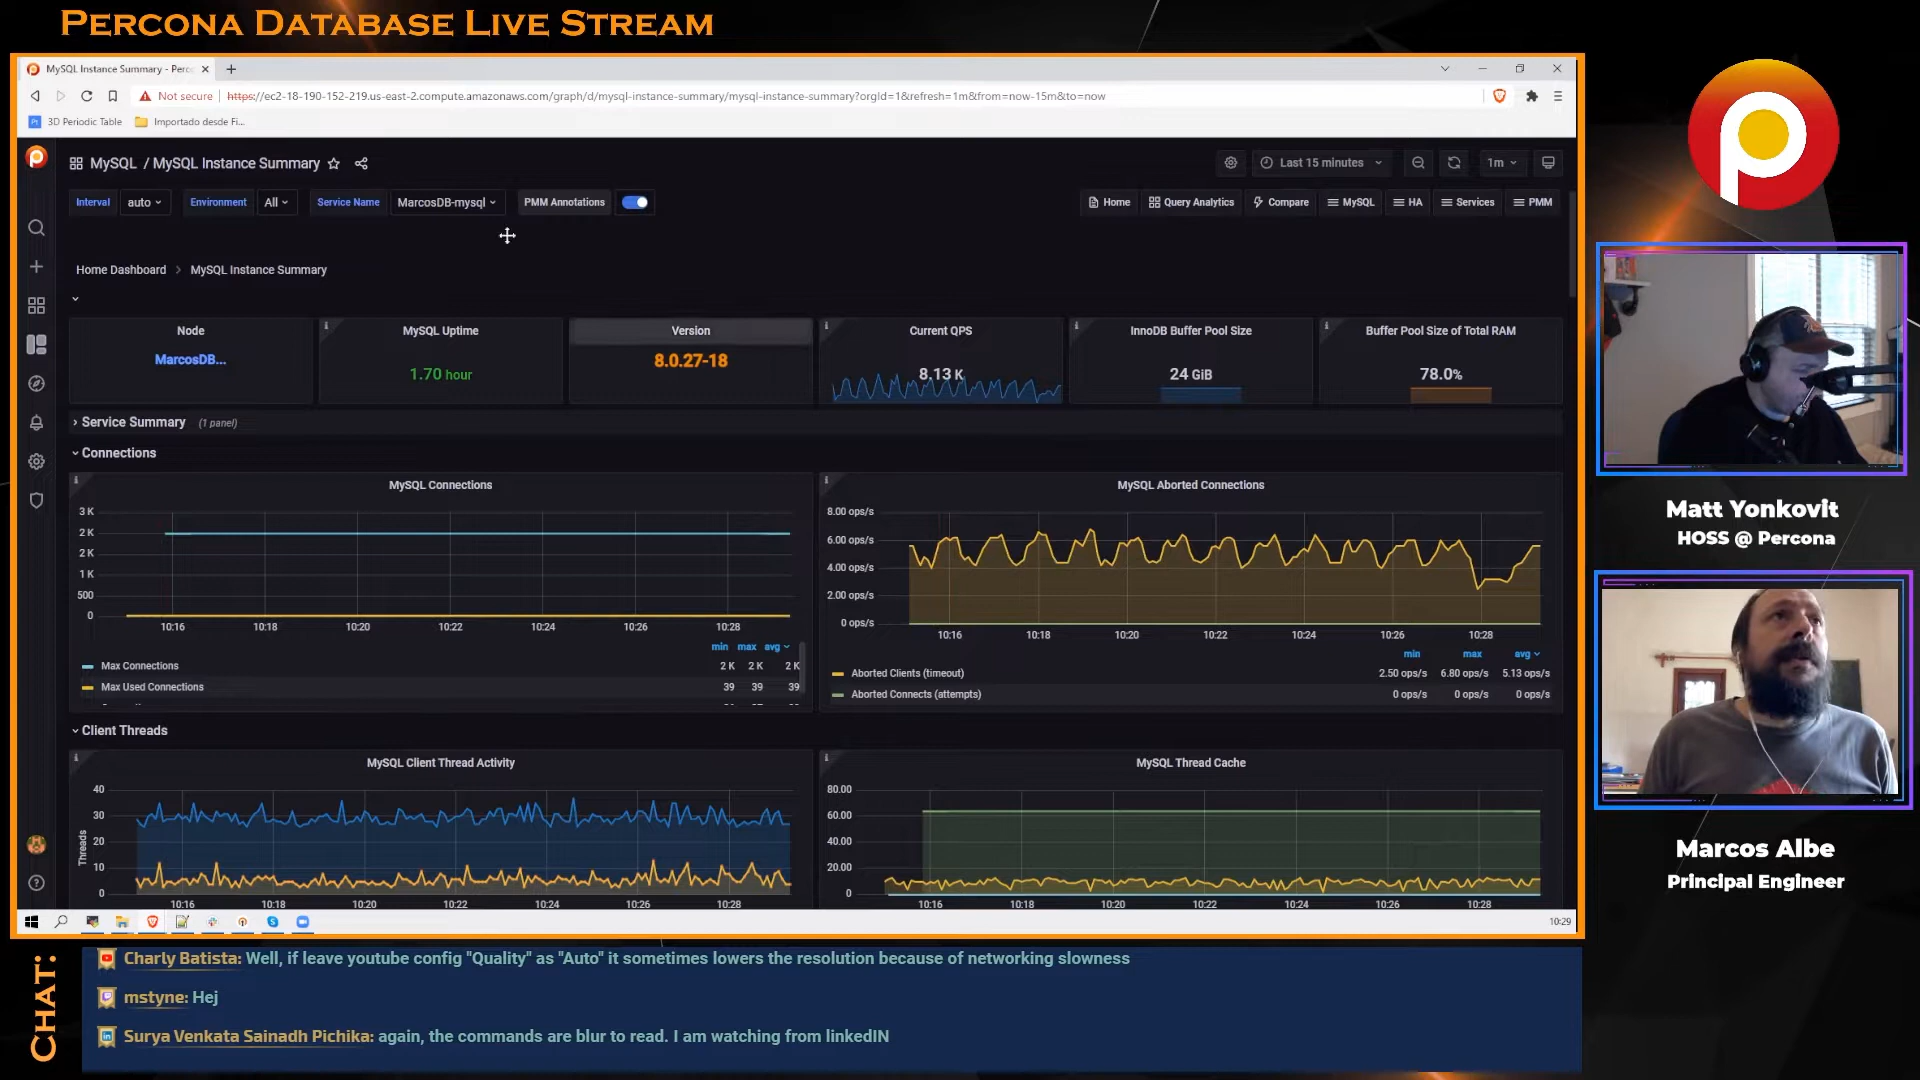 PERCONA DATABASE LIVE STREAM
MySQL Instance Summary - Perc
Not secure https://ec2-18-190-152-219.us-east-2.compute.amazonaws.com/graph/d/mysql-instance-summary/mysql-instance-summary?orgId=1&refresh=1m&from=now-15m&to=now
3D Periodic Table Importado desde Fi...
MySQL / MySQL Instance Summary
Last 15 minutes 1m
Interval auto Environment All Service Name MarcosDB-mysql PMM Annotations
Home Query Analytics Compare MySQL HA Services PMM
Home Dashboard > MySQL Instance Summary
Node MySQL Uptime Version Current QPS InnoDB Buffer Pool Size Buffer Pool Size of Total RAM
MarcosDB... 1.70 hour 8.0.27-18 8.13 K 24 GiB 78.0%
Service Summary (1 panel)
Connections
MySQL Connections
3 K
2 K
2 K
1 K
500
0
10:16 10:18 10:20 10:22 10:24 10:26 10:28
min max avg
Max Connections 2 K 2 K 2 K
Max Used Connections 39 39 39
MySQL Aborted Connections
8.00 ops/s
6.00 ops/s
4.00 ops/s
2.00 ops/s
0 ops/s
10:16 10:18 10:20 10:22 10:24 10:26 10:28
min max avg
Aborted Clients (timeout) 2.50 ops/s 6.80 ops/s 5.13 ops/s
Aborted Connects (attempts) 0 ops/s 0 ops/s 0 ops/s
Client Threads
MySQL Client Thread Activity
Threads
40
30
20
10
0
10:16 10:18 10:20 10:22 10:24 10:26 10:28
MySQL Thread Cache
80.00
60.00
40.00
20.00
0
10:16 10:18 10:20 10:22 10:24 10:26 10:28
10:29
Matt Yonkovit
HOSS @ Percona
Marcos Albe
Principal Engineer
CHAT:
Charly Batista: Well, if leave youtube config "Quality" as "Auto" it sometimes lowers the resolution because of networking slowness
mstyne: Hej
Surya Venkata Sainadh Pichika: again, the commands are blur to read. I am watching from linkedIN